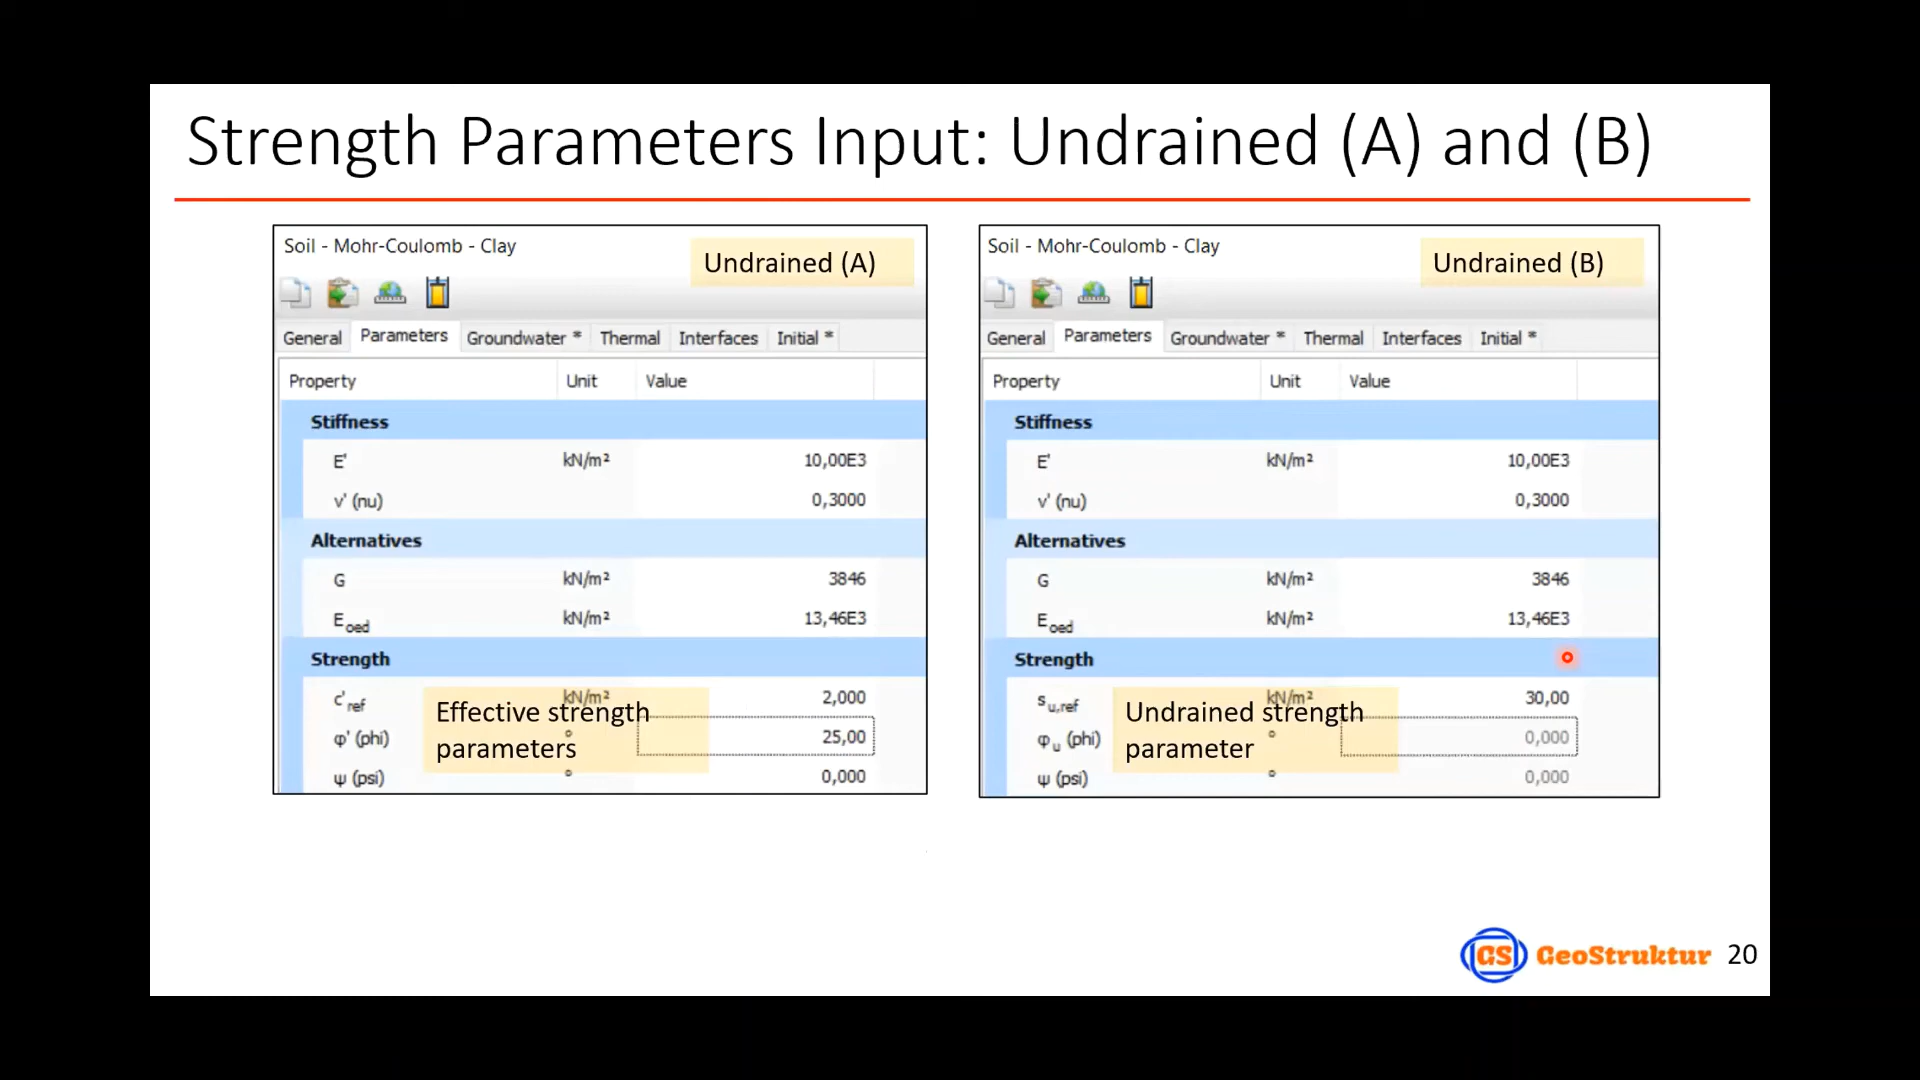 Strength Parameters Input: Undrained (A) and (B)
Soil - Mohr-Coulomb - Clay
Undrained (A)
General Parameters Groundwater * Thermal Interfaces Initial *
Property Unit Value
Stiffness
E' kN/m² 10,00E3
ν' (nu) 0,3000
Alternatives
G kN/m² 3846
E oed kN/m² 13,46E3
Strength
c' ref kN/m² 2,000
φ' (phi) ° 25,00
ψ (psi) ° 0,000
Effective strength
parameters
Soil - Mohr-Coulomb - Clay
Undrained (B)
General Parameters Groundwater * Thermal Interfaces Initial *
Property Unit Value
Stiffness
E' kN/m² 10,00E3
ν' (nu) 0,3000
Alternatives
G kN/m² 3846
E oed kN/m² 13,46E3
Strength
s u,ref kN/m² 30,00
φ u (phi) ° 0,000
ψ (psi) ° 0,000
Undrained strength
parameter
GS GeoStruktur 20